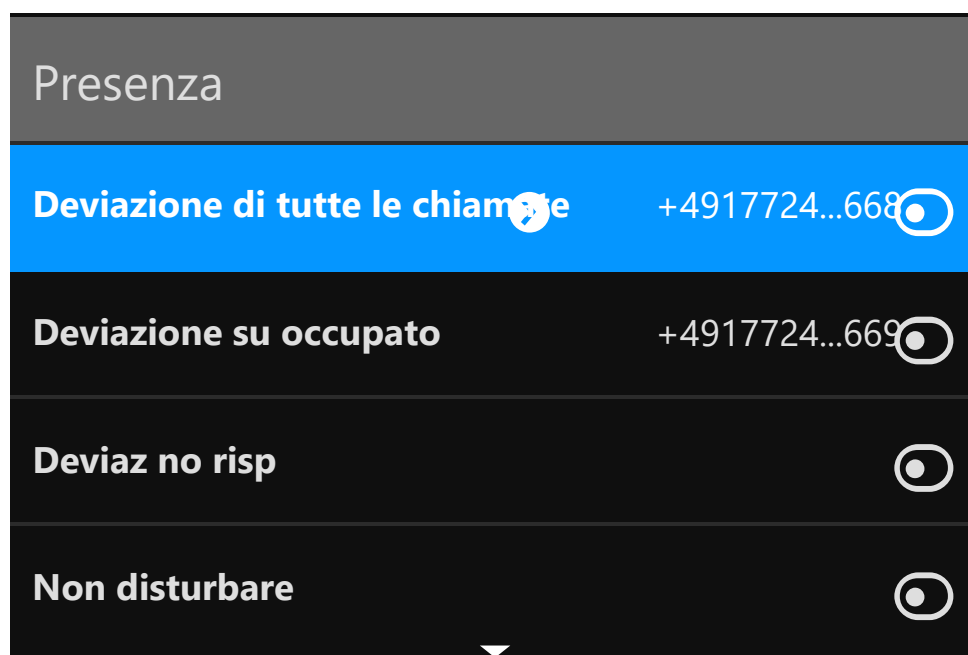 Presenza
Deviazione di tutte le chiamate +4917724...668
Deviazione su occupato +4917724...669
Deviaz no risp
Non disturbare